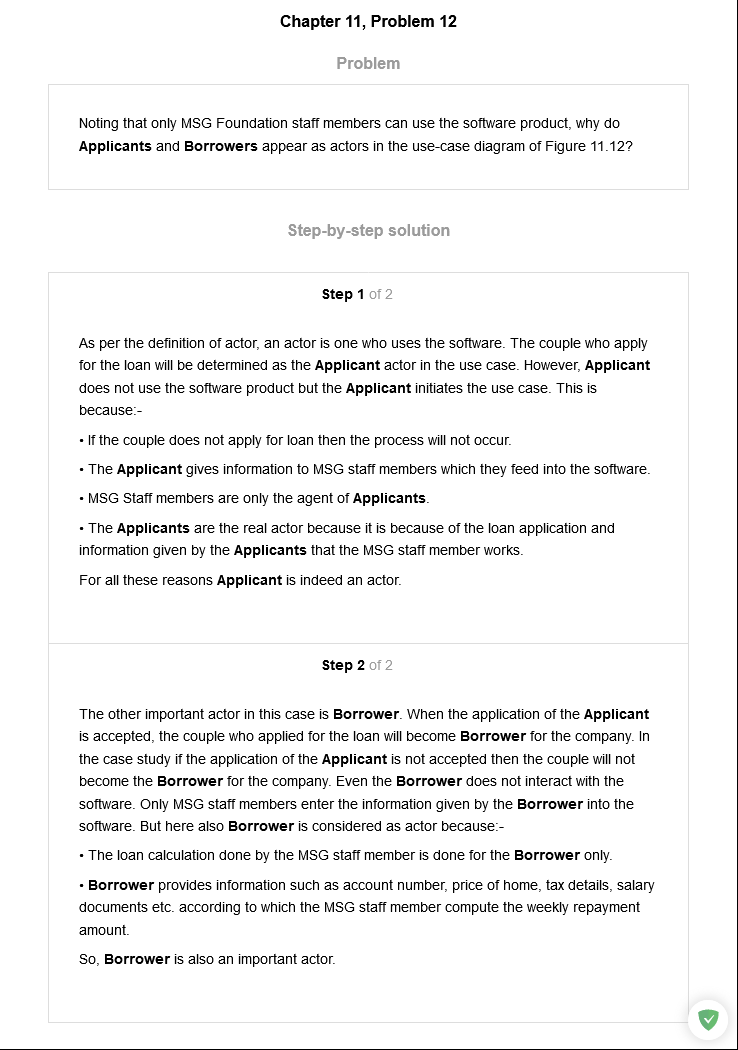 Chapter 11, Problem 12
Problem
Noting that only MSG Foundation staff members can use the software product, why do
Applicants and Borrowers appear as actors in the use-case diagram of Figure 11.12?
Step-by-step solution
Step 1 of 2
As per the definition of actor, an actor is one who uses the software. The couple who apply
for the loan will be determined as the Applicant actor in the use case. However, Applicant
does not use the software product but the Applicant initiates the use case. This is
because:-
• If the couple does not apply for loan then the process will not occur.
• The Applicant gives information to MSG staff members which they feed into the software.
• MSG Staff members are only the agent of Applicants.
• The Applicants are the real actor because it is because of the loan application and
information given by the Applicants that the MSG staff member works.
For all these reasons Applicant is indeed an actor.
Step 2 of 2
The other important actor in this case is Borrower. When the application of the Applicant
is accepted, the couple who applied for the loan will become Borrower for the company. In
the case study if the application of the Applicant is not accepted then the couple will not
become the Borrower for the company. Even the Borrower does not interact with the
software. Only MSG staff members enter the information given by the Borrower into the
software. But here also Borrower is considered as actor because:-
• The loan calculation done by the MSG staff member is done for the Borrower only.
• Borrower provides information such as account number, price of home, tax details, salary
documents etc. according to which the MSG staff member compute the weekly repayment
amount.
So, Borrower is also an important actor.